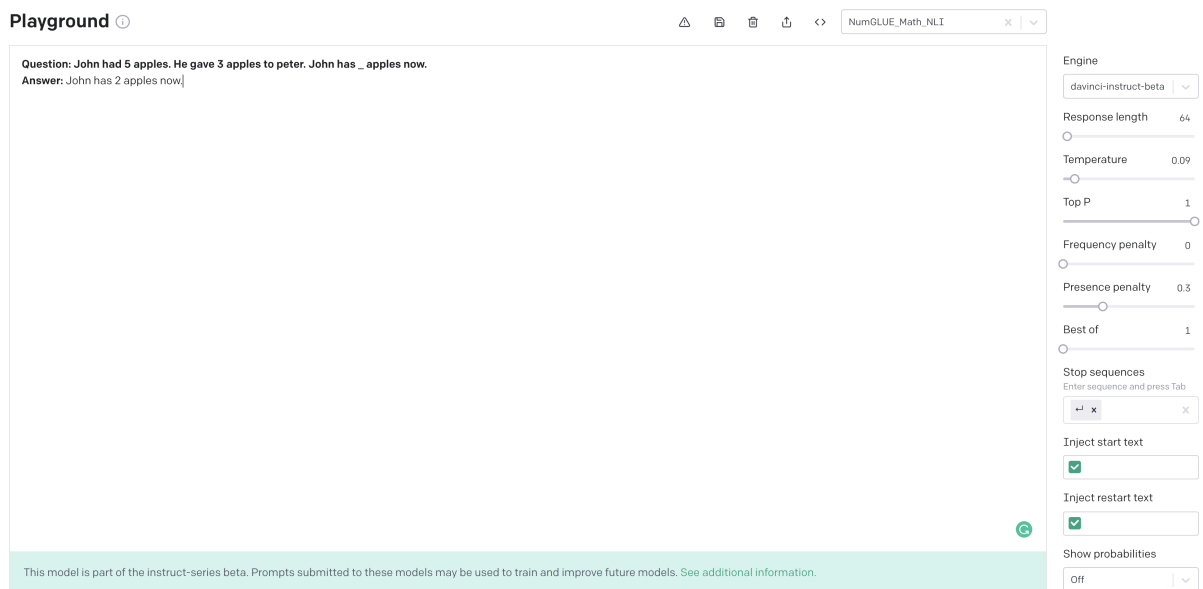 Playground
NumGLUE_Math_NLI
Question: John had 5 apples. He gave 3 apples to peter. John has _ apples now.
Answer: John has 2 apples now.
Engine
davinci-instruct-beta
Response length 64
Temperature 0.09
Top P 1
Frequency penalty 0
Presence penalty 0.3
Best of 1
Stop sequences
Enter sequence and press Tab
↵ x
Inject start text
Inject restart text
Show probabilities
Off
This model is part of the instruct-series beta. Prompts submitted to these models may be used to train and improve future models. See additional information.